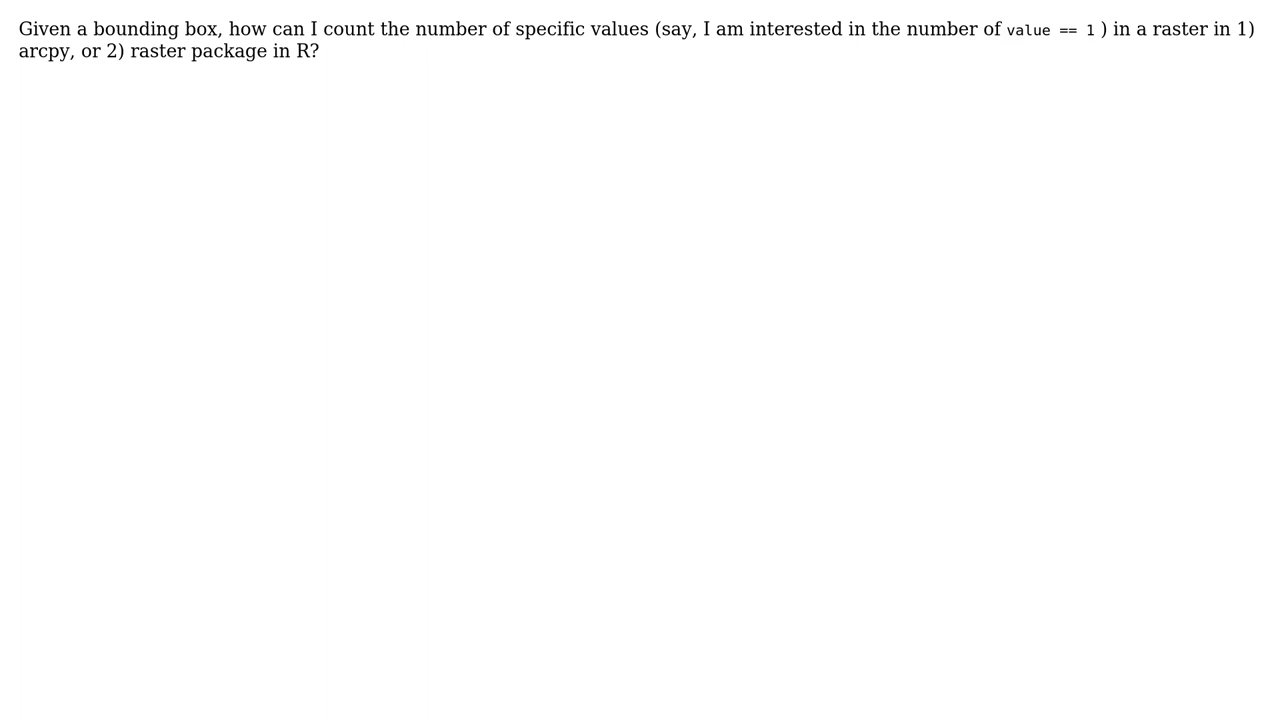 Given a bounding box, how can I count the number of specific values (say, I am interested in the number of value == 1 ) in a raster in 1)
arcpy, or 2) raster package in R?